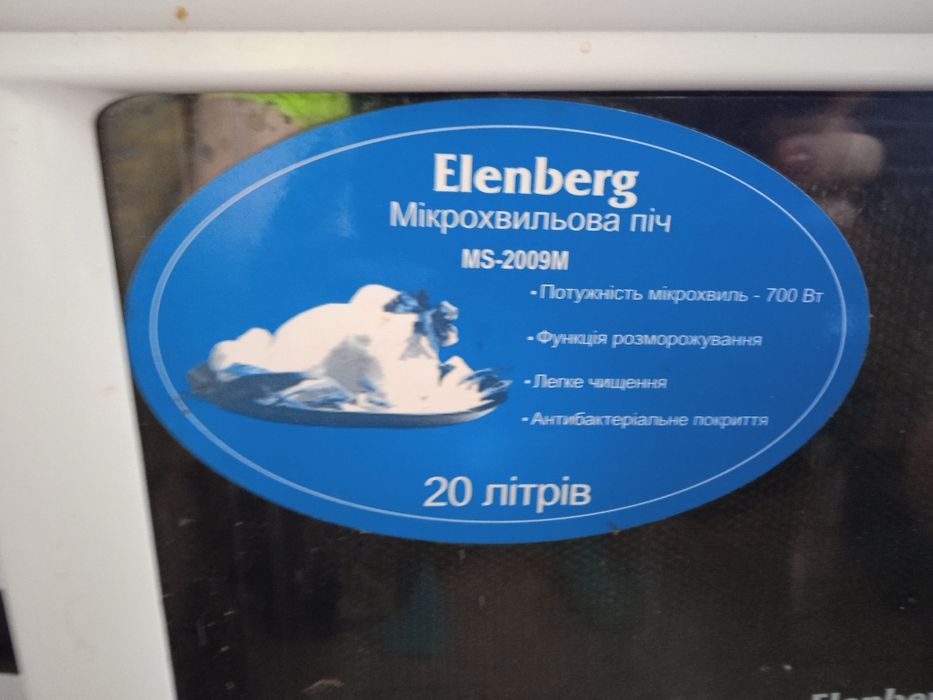 Elenberg
Мікрохвильова піч
MS-2009M
• Потужність мікрохвиль - 700 Вт
• Функція розморожування
• Легке чищення
• Антибактеріальне покриття
20 літрів